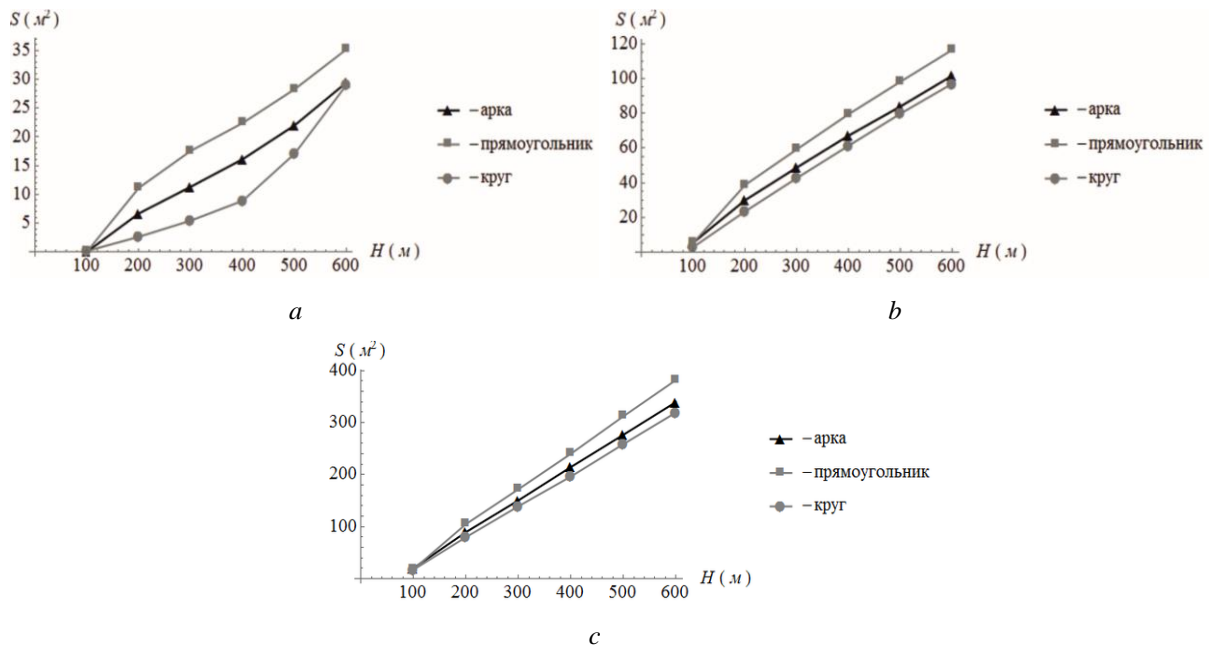 S ( м²)
35
30
25
20
15
10
5
100 200 300 400 500 600
H ( м )
–арка
–прямоугольник
–круг
a
S ( м²)
120
100
80
60
40
20
100 200 300 400 500 600
H ( м )
–арка
–прямоугольник
–круг
b
S ( м²)
400
300
200
100
100 200 300 400 500 600
H ( м )
–арка
–прямоугольник
–круг
c